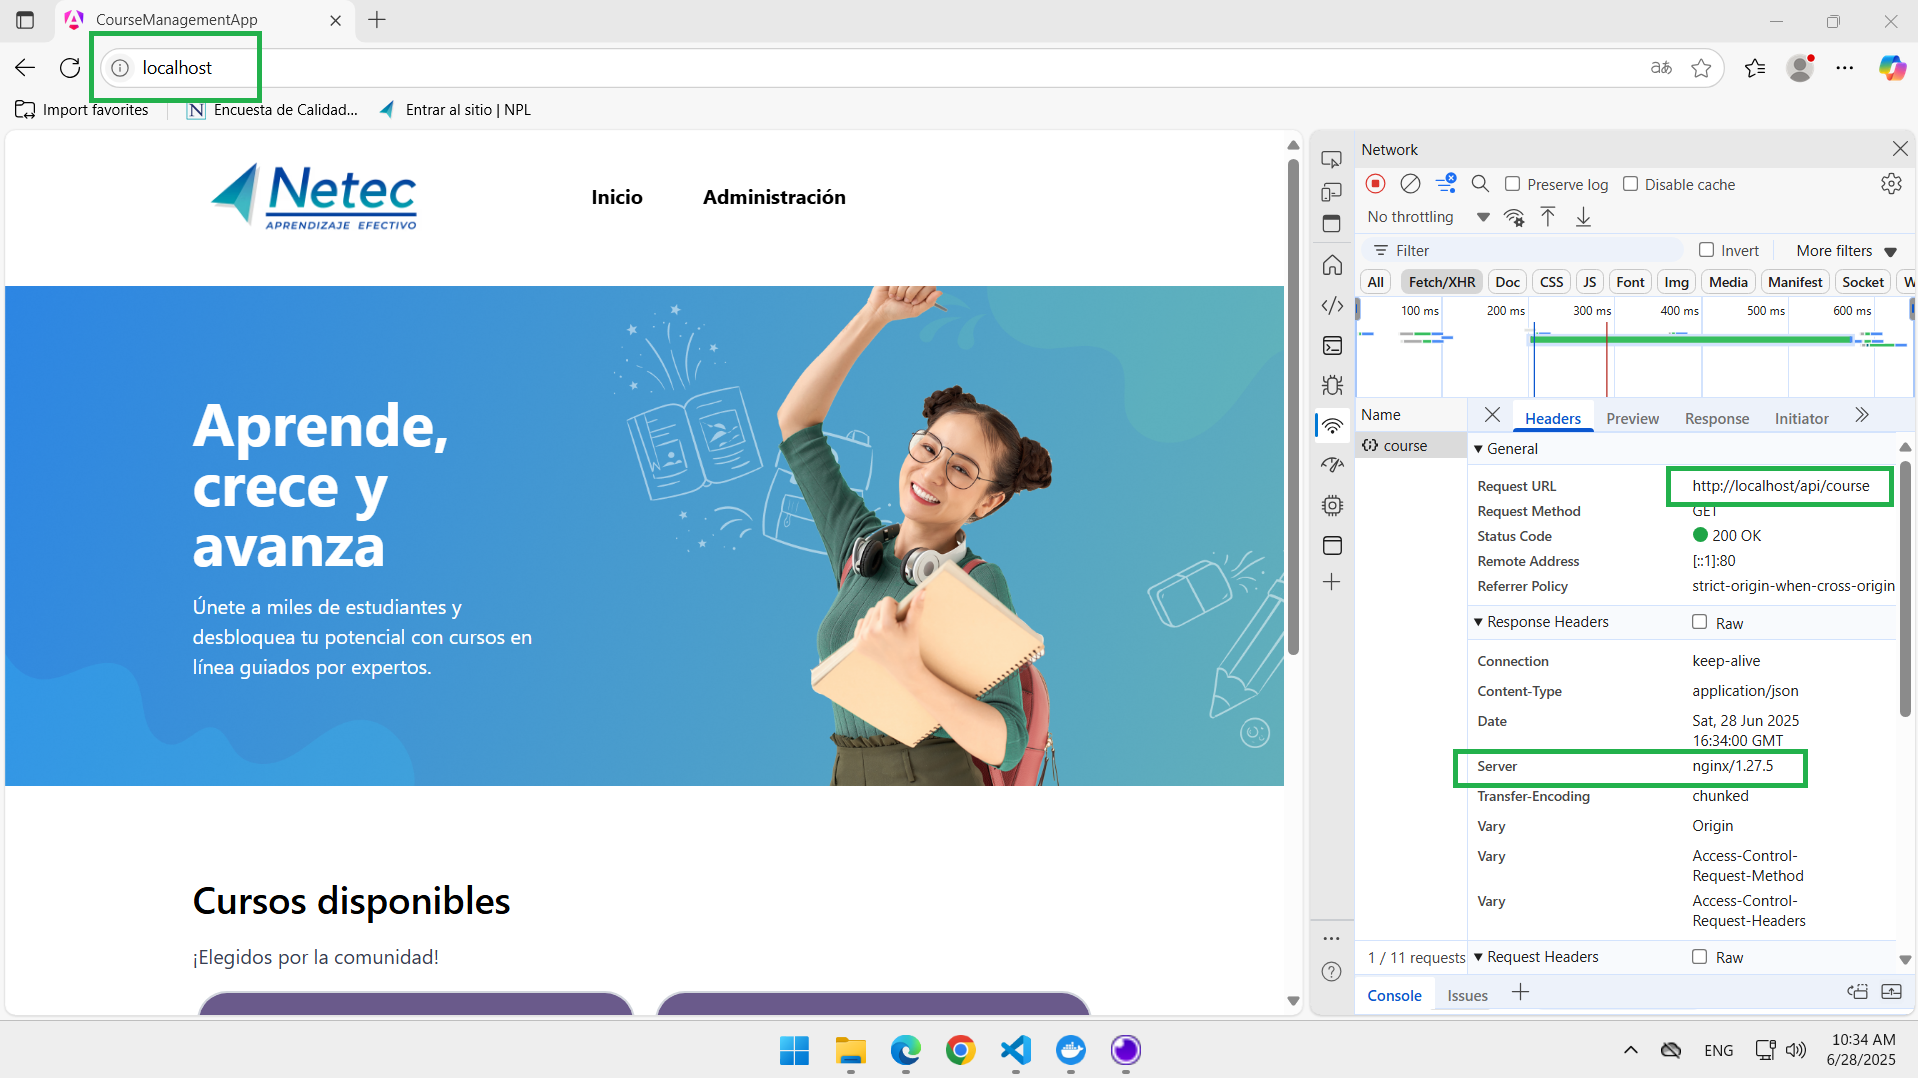 CourseManagementApp
localhost
aあ
Import favorites
Encuesta de Calidad...
Entrar al sitio | NPL
Netec
APRENDIZAJE EFECTIVO
Inicio
Administración
Aprende,
crece y
avanza
Únete a miles de estudiantes y
desbloquea tu potencial con cursos en
línea guiados por expertos.
Cursos disponibles
¡Elegidos por la comunidad!
Network
Preserve log
Disable cache
No throttling
Filter
Invert
More filters
All Fetch/XHR Doc CSS JS Font Img Media Manifest Socket W
100 ms 200 ms 300 ms 400 ms 500 ms 600 ms
Name
course
Headers Preview Response Initiator
General
Request URL http://localhost/api/course
Request Method GET
Status Code 200 OK
Remote Address [::1]:80
Referrer Policy strict-origin-when-cross-origin
Response Headers Raw
Connection keep-alive
Content-Type application/json
Date Sat, 28 Jun 2025
16:34:00 GMT
Server nginx/1.27.5
Transfer-Encoding chunked
Vary Origin
Vary Access-Control-
Request-Method
Vary Access-Control-
Request-Headers
1 / 11 requests
Request Headers Raw
Console Issues
ENG
10:34 AM
6/28/2025